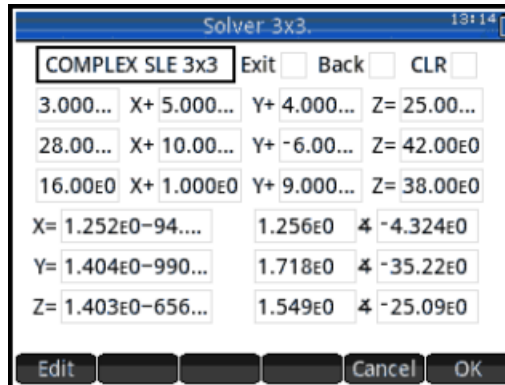 Solver 3x3. 13:14
COMPLEX SLE 3x3 Exit Back CLR
3.000... X+ 5.000... Y+ 4.000... Z= 25.00...
28.00... X+ 10.00... Y+ -6.00... Z= 42.00E0
16.00E0 X+ 1.000E0 Y+ 9.000... Z= 38.00E0
X= 1.252E0-94.... 1.256E0 ∡ -4.324E0
Y= 1.404E0-990... 1.718E0 ∡ -35.22E0
Z= 1.403E0-656... 1.549E0 ∡ -25.09E0
Edit Cancel OK